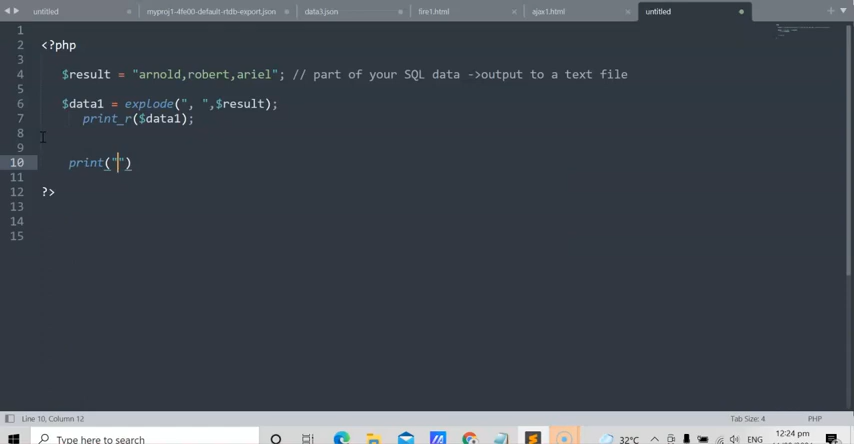 untitled
myproj1-4fe00-default-rtdb-export.json
data3.json
fire1.html
ajax1.html
untitled
1
2 <?php
3
4 $result = "arnold,robert,ariel"; // part of your SQL data ->output to a text file
5
6 $data1 = explode(", ",$result);
7 print_r($data1);
8
9
10 print("")
11
12 ?>
13
14
15
Line 10, Column 12
Tab Size: 4
PHP
Type here to search
32°C
ENG
12:24 pm